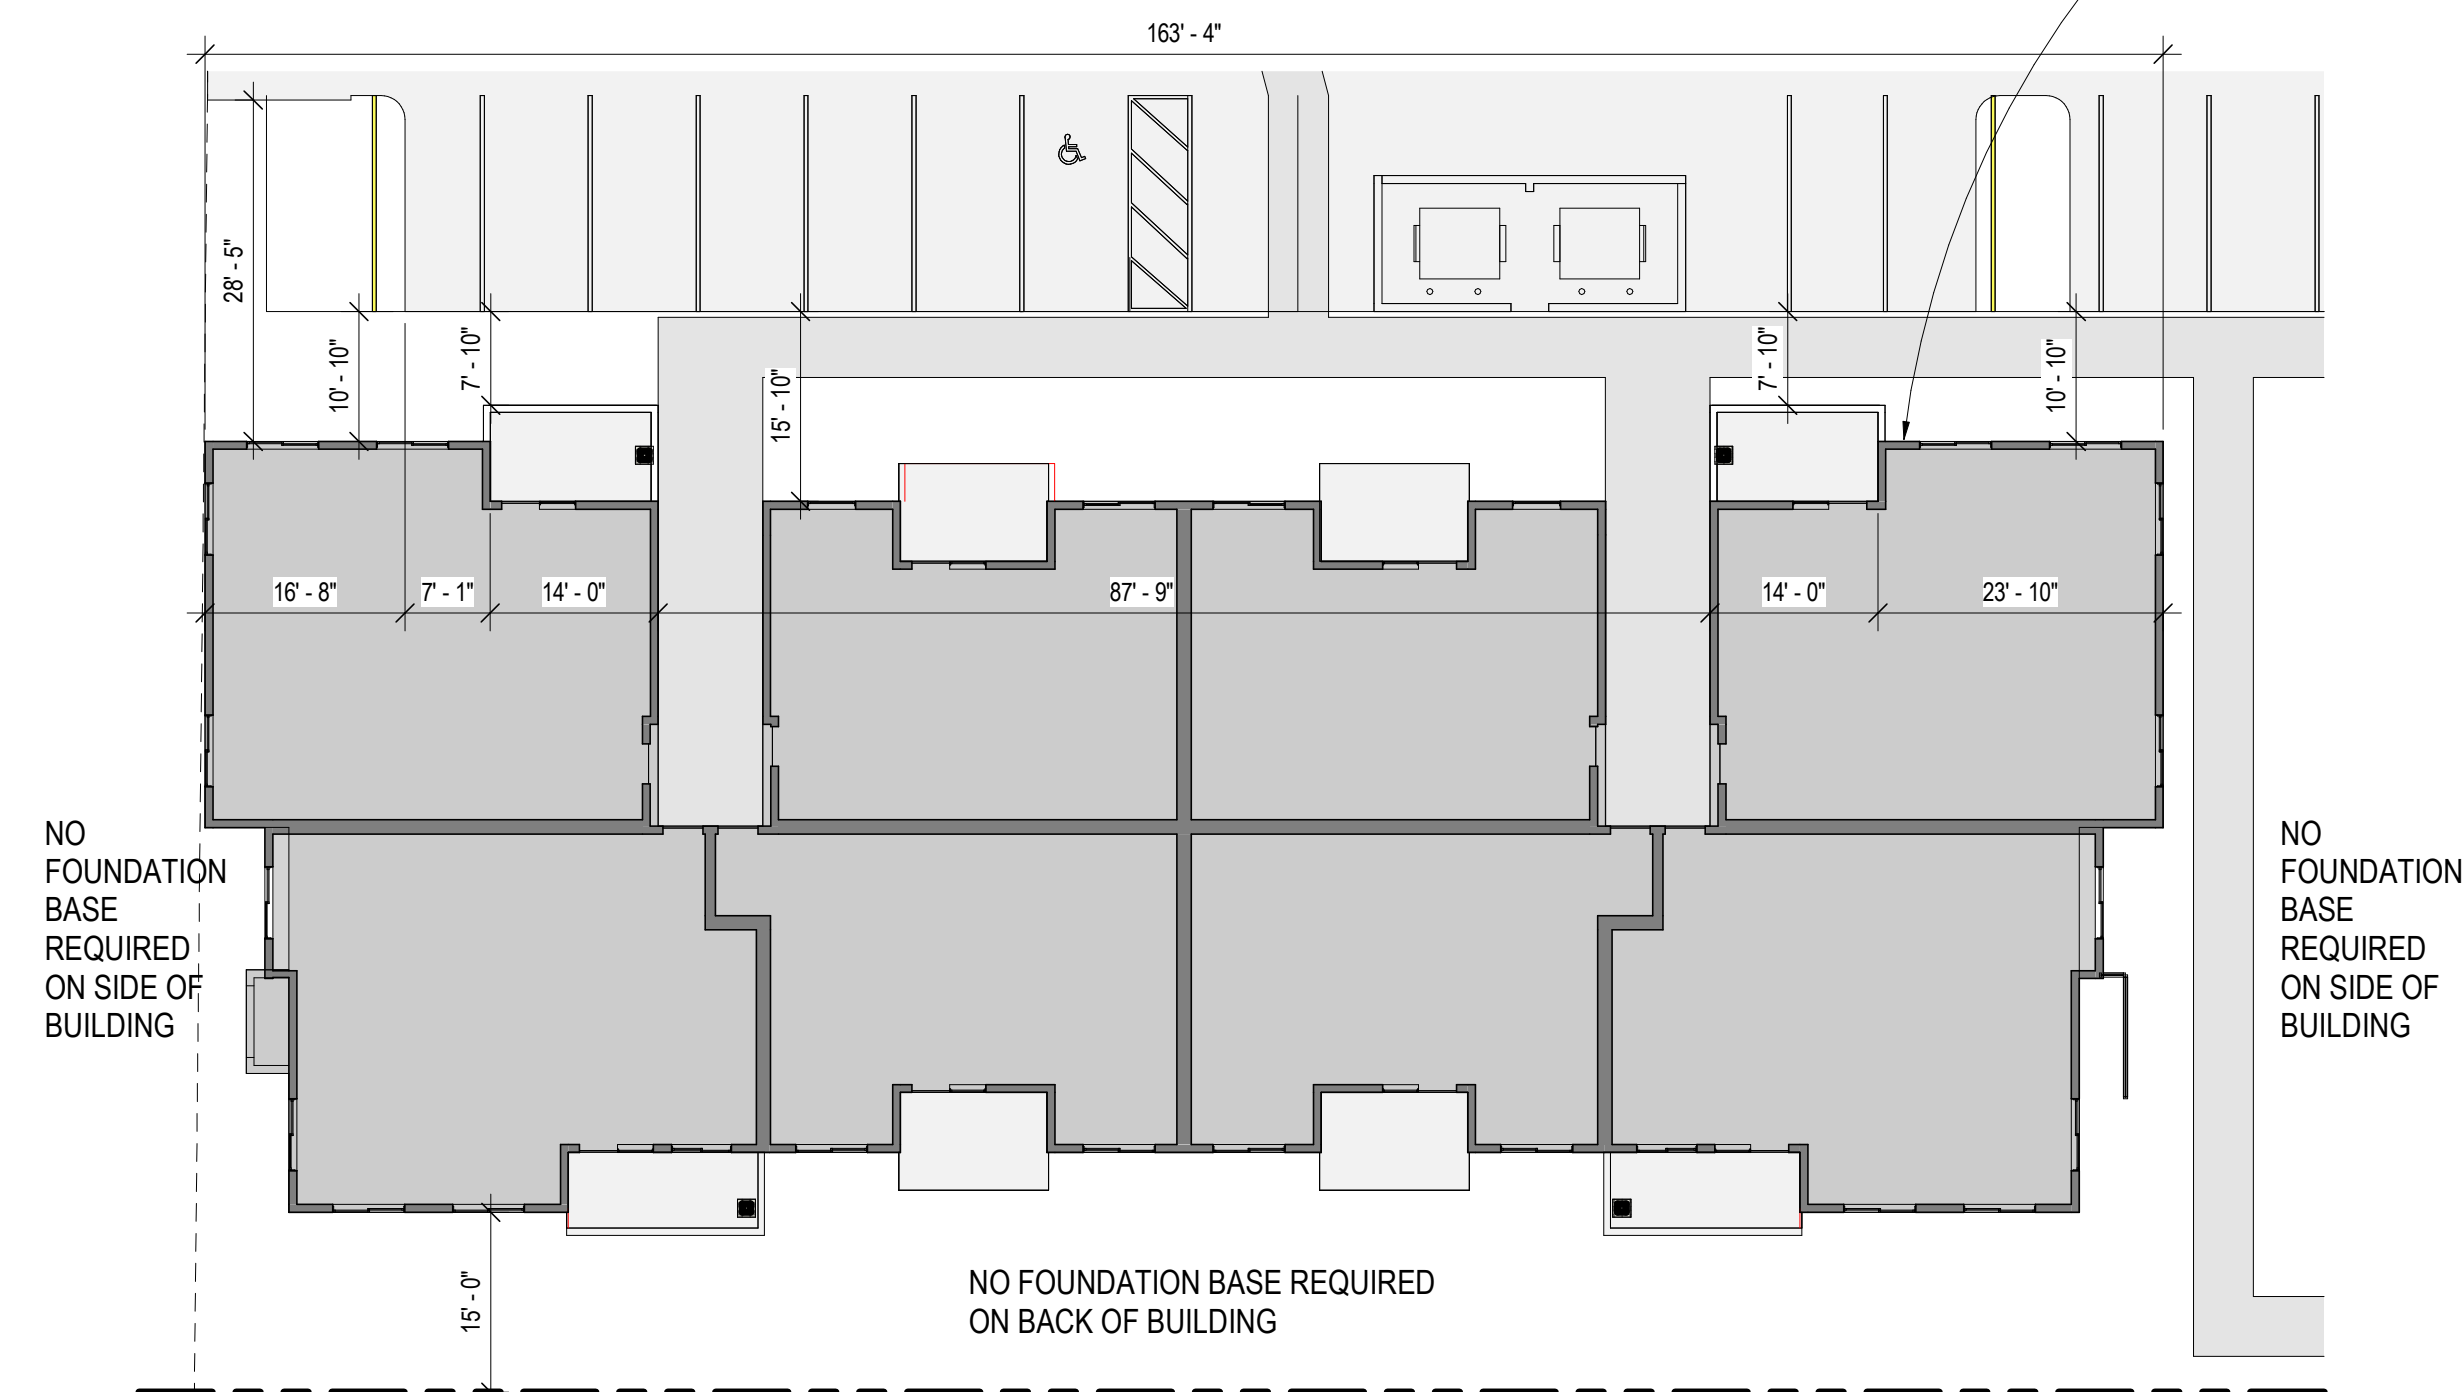 163' - 4"
28' - 5"
10' - 10"
7' - 10"
15' - 10"
7' - 10"
10' - 10"
16' - 8"
7' - 1"
14' - 0"
87' - 9"
14' - 0"
23' - 10"
NO
FOUNDATION
BASE
REQUIRED
ON SIDE OF
BUILDING
NO
FOUNDATION
BASE
REQUIRED
ON SIDE OF
BUILDING
15' - 0"
NO FOUNDATION BASE REQUIRED
ON BACK OF BUILDING